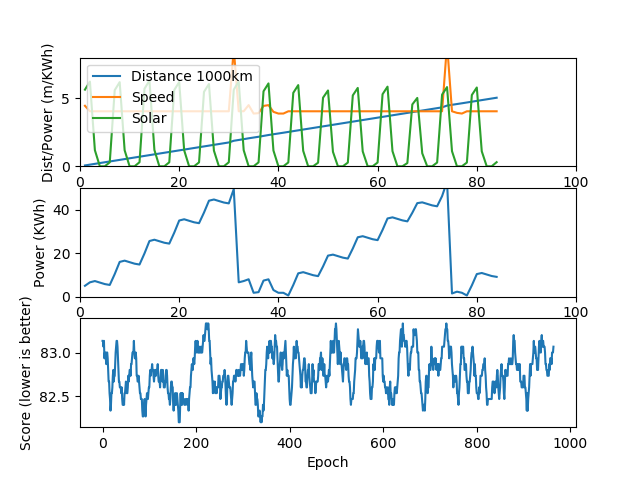 Dist/Power (m/KWh)
5
0
Distance 1000km
Speed
Solar
0 20 40 60 80 100
Power (KWh)
40
20
0
0 20 40 60 80 100
Score (lower is better)
83.0
82.5
0 200 400 600 800 1000
Epoch